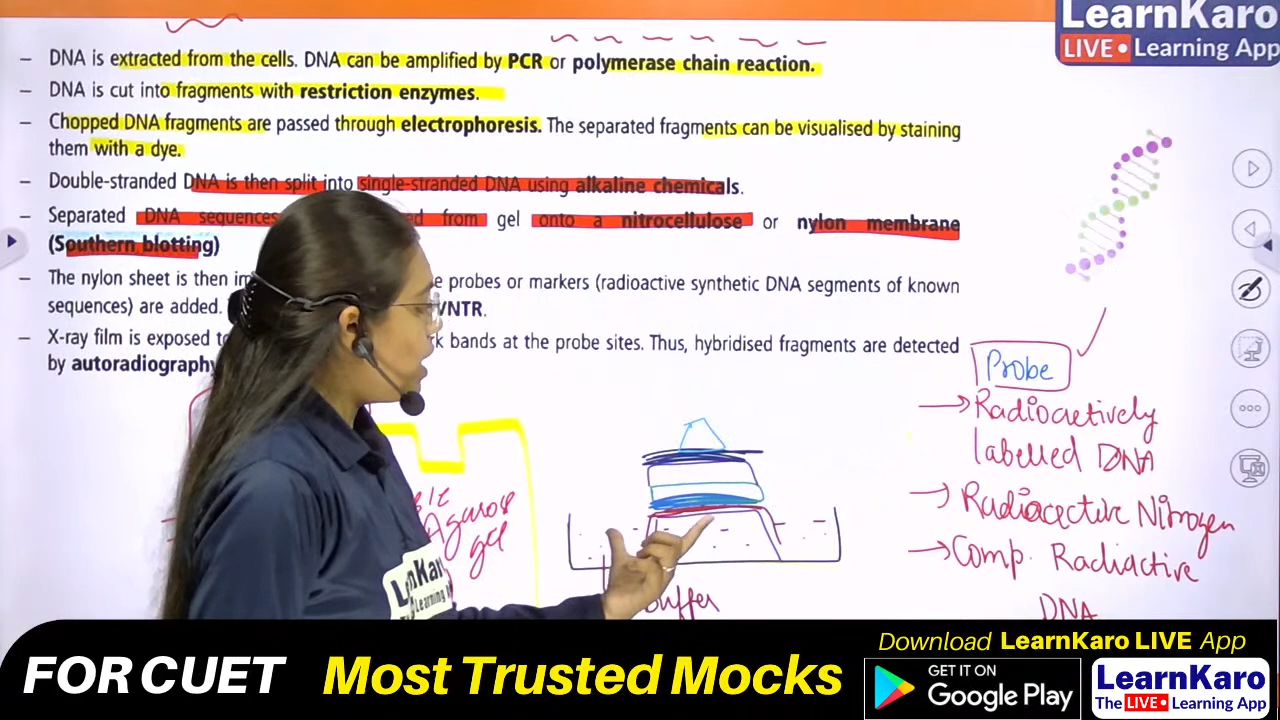 LearnKaro
LIVE • Learning App
– DNA is extracted from the cells. DNA can be amplified by PCR or polymerase chain reaction.
– DNA is cut into fragments with restriction enzymes.
– Chopped DNA fragments are passed through electrophoresis. The separated fragments can be visualised by staining
them with a dye.
– Double-stranded DNA is then split into single-stranded DNA using alkaline chemicals.
– Separated DNA sequences from gel onto a nitrocellulose or nylon membrane
(Southern blotting)
– The nylon sheet is then probes or markers (radioactive synthetic DNA segments of known
sequences) are added. VNTR.
– X-ray film is exposed bands at the probe sites. Thus, hybridised fragments are detected
by autoradiography
Probe
→ Radioactively
labelled DNA
→ Radioactive Nitrogen
→ Comp. Radiactive
DNA
Agarose
gel
Buffer
LearnKaro
FOR CUET Most Trusted Mocks
Download LearnKaro LIVE App
GET IT ON
Google Play
LearnKaro
The LIVE • Learning App